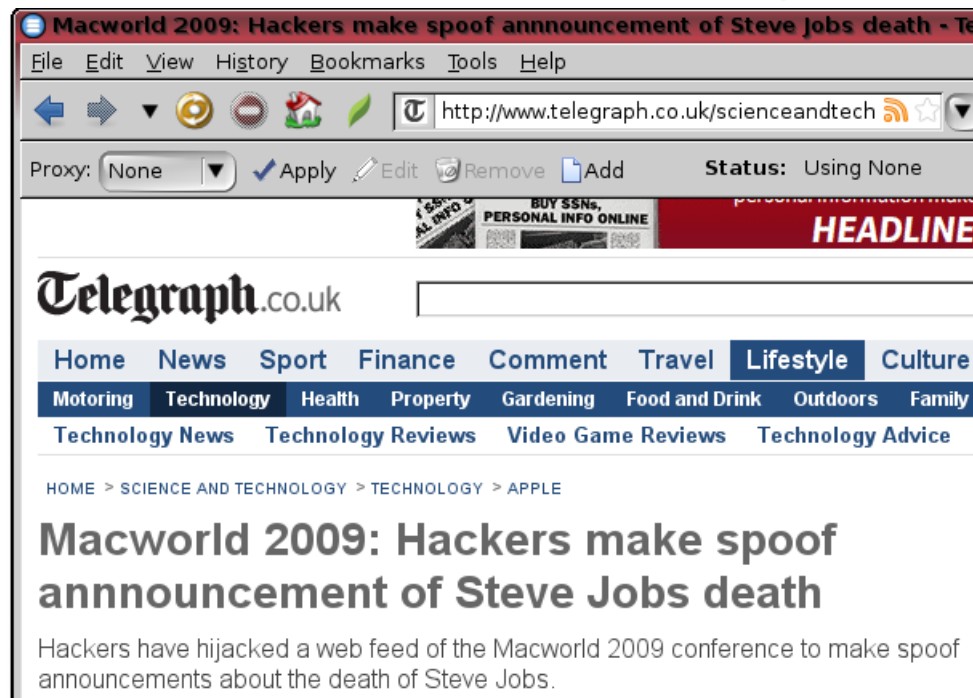 Macworld 2009: Hackers make spoof annnouncement of Steve Jobs death - Te
File Edit View History Bookmarks Tools Help
http://www.telegraph.co.uk/scienceandtech
Proxy: None Apply Edit Remove Add Status: Using None
BUY SSNs,
PERSONAL INFO ONLINE
HEADLINE
Telegraph.co.uk
Home News Sport Finance Comment Travel Lifestyle Culture
Motoring Technology Health Property Gardening Food and Drink Outdoors Family
Technology News Technology Reviews Video Game Reviews Technology Advice
HOME > SCIENCE AND TECHNOLOGY > TECHNOLOGY > APPLE
Macworld 2009: Hackers make spoof
annnouncement of Steve Jobs death
Hackers have hijacked a web feed of the Macworld 2009 conference to make spoof
announcements about the death of Steve Jobs.